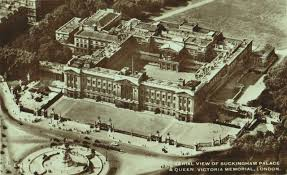 AERIAL VIEW OF BUCKINGHAM PALACE
& QUEEN VICTORIA MEMORIAL, LONDON.